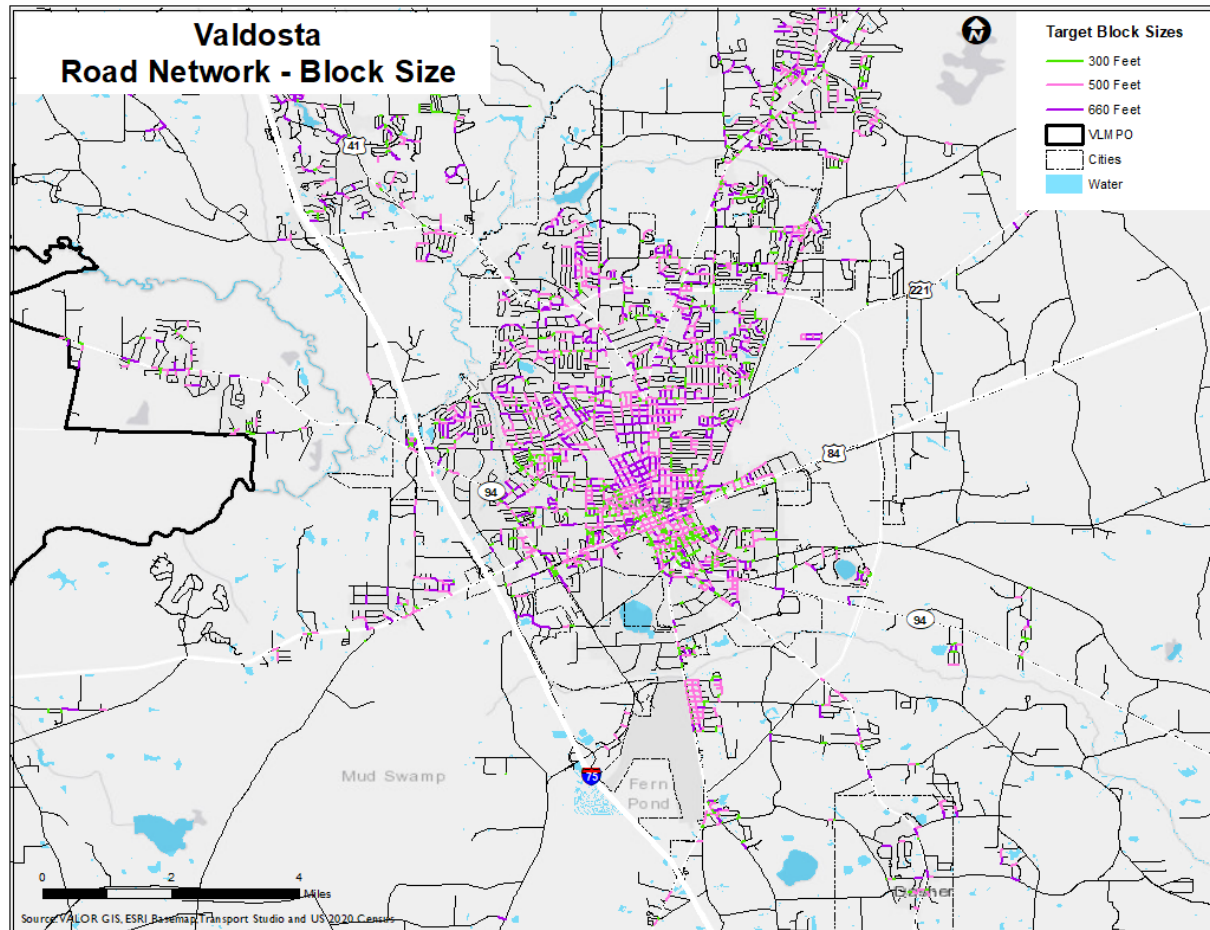 Valdosta
Road Network - Block Size
N
Target Block Sizes
300 Feet
500 Feet
660 Feet
VLMPO
Cities
Water
41
221
84
94
94
75
Mud Swamp
Fern
Pond
Dasher
0 2 4
Miles
Source: VALOR GIS, ESRI Basemap, Transport Studio and US 2020 Census